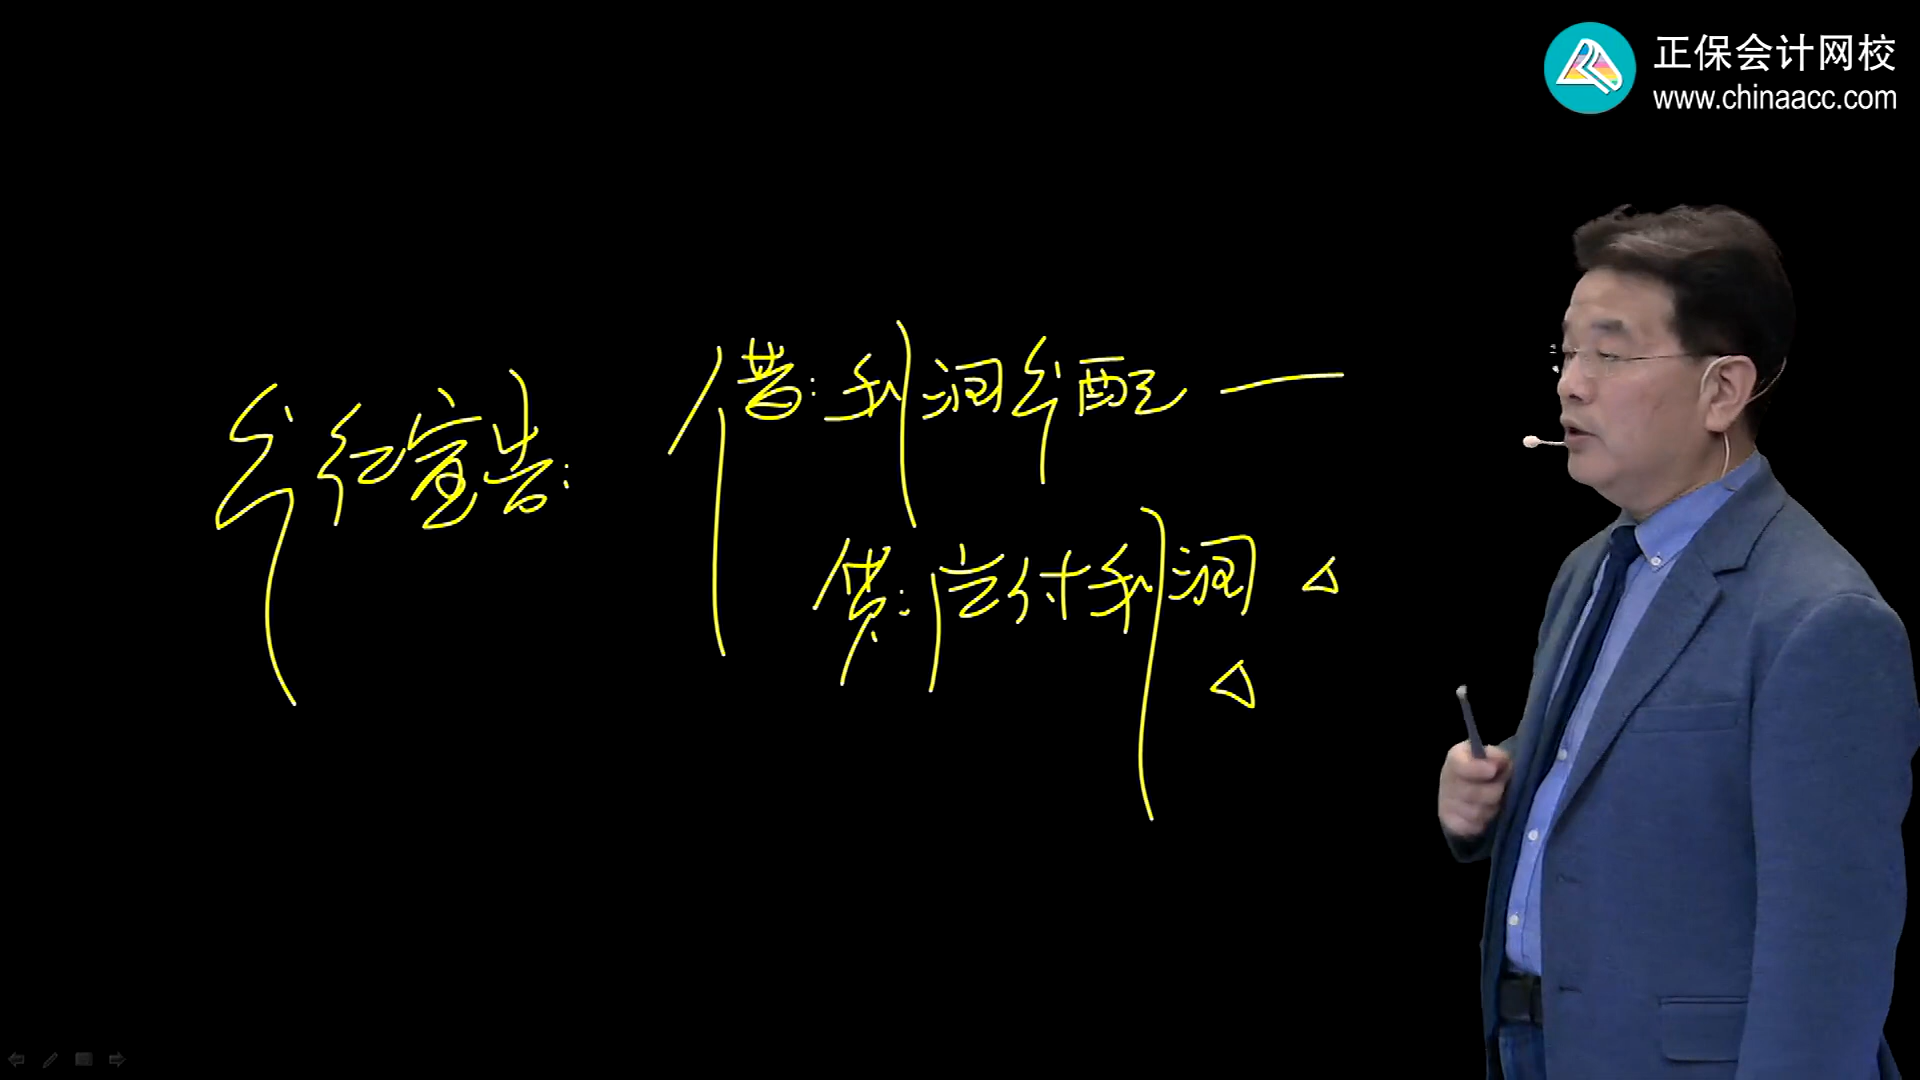 正保会计网校
www.chinaacc.com
分红宣告:
借:利润分配 —
贷:应付利润 △
△